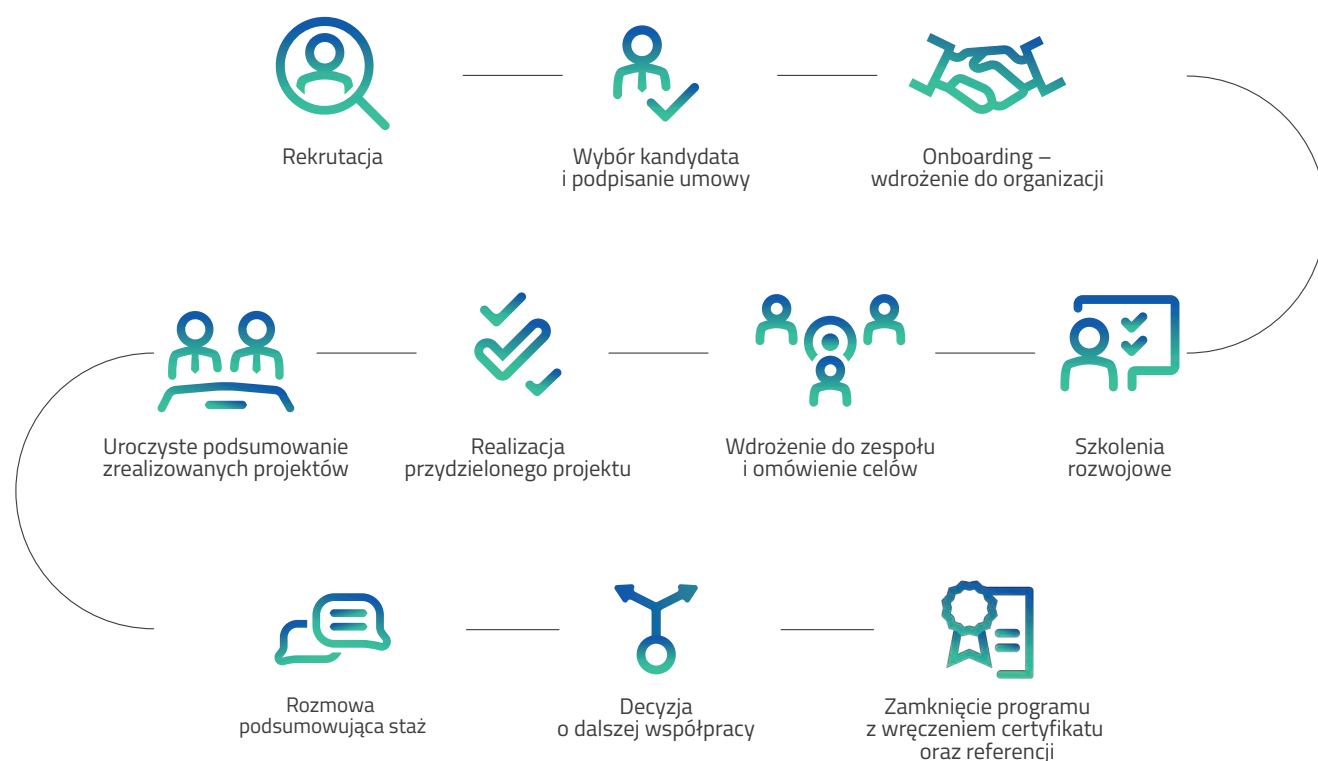 Rekrutacja
Wybór kandydata
i podpisanie umowy
Onboarding –
wdrożenie do organizacji
Szkolenia
rozwojowe
Wdrożenie do zespołu
i omówienie celów
Realizacja
przydzielonego projektu
Uroczyste podsumowanie
zrealizowanych projektów
Rozmowa
podsumowująca staż
Decyzja
o dalszej współpracy
Zamknięcie programu
z wręczeniem certyfikatu
oraz referencji